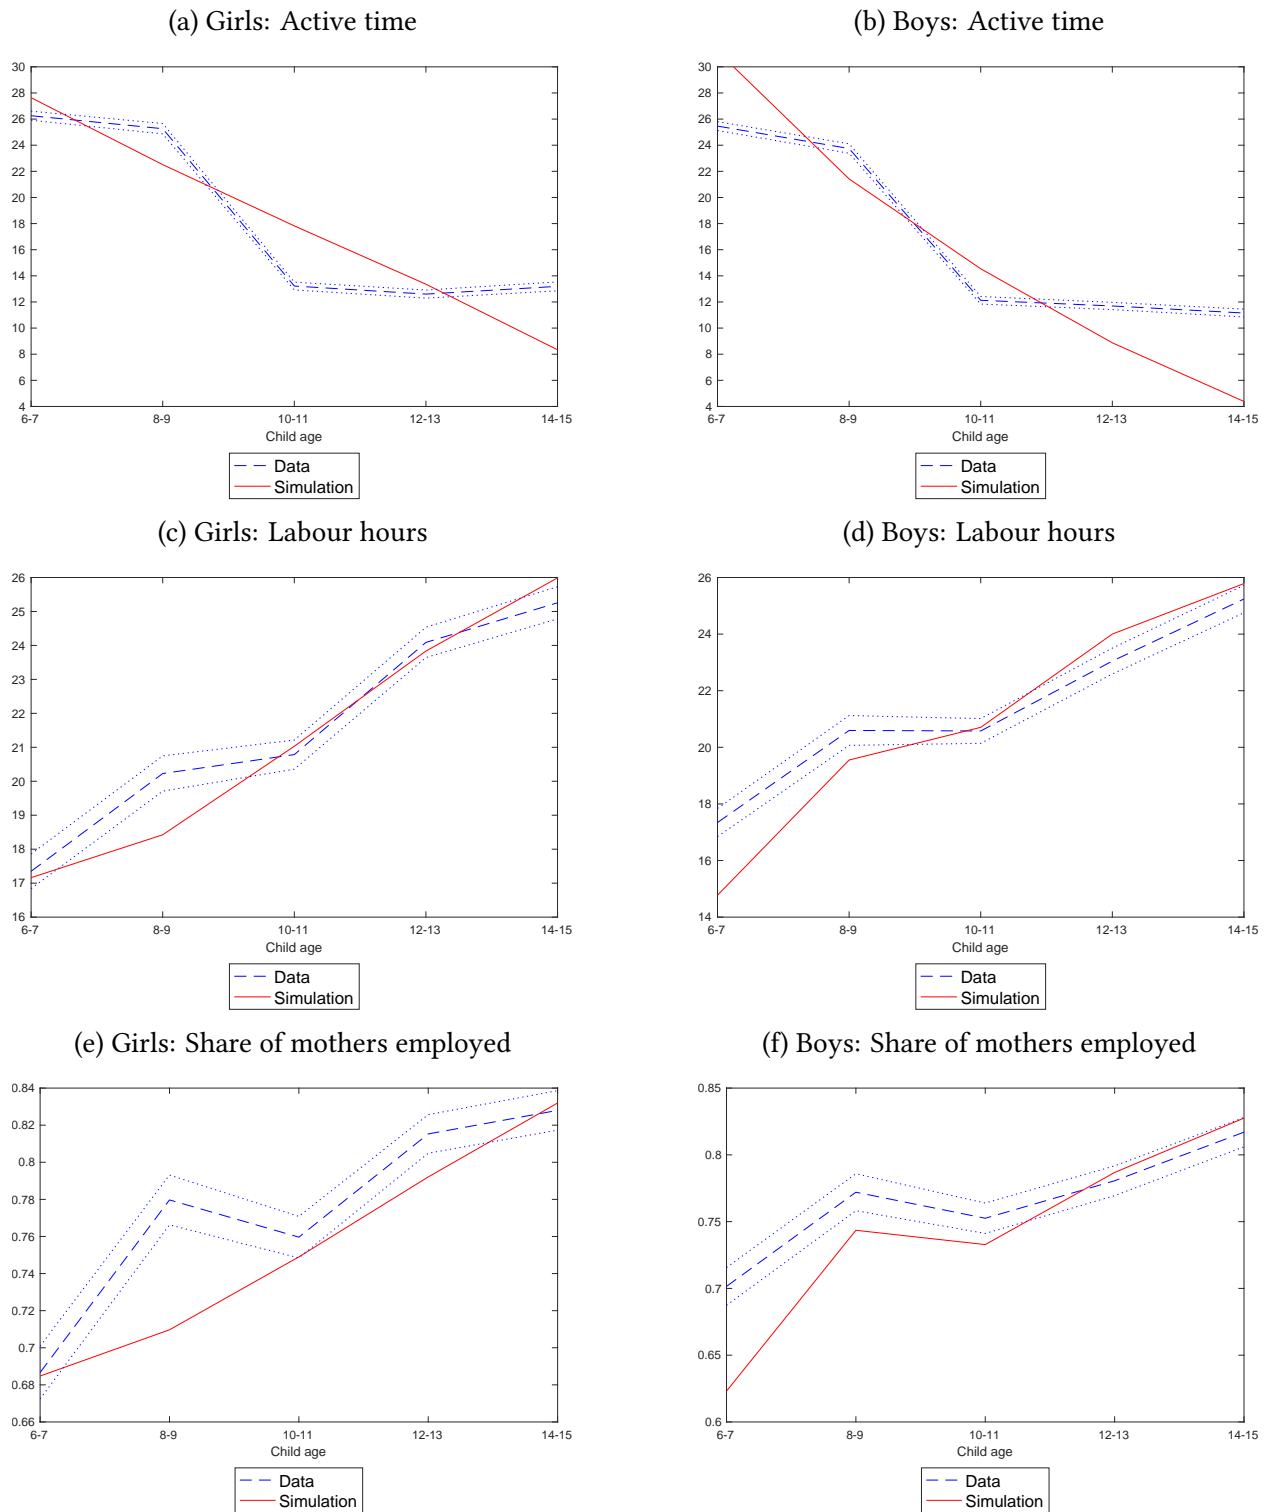 (a) Girls: Active time
30
28
26
24
22
20
18
16
14
12
10
8
6
4
6-7 8-9 10-11 12-13 14-15
Child age
Data
Simulation
(b) Boys: Active time
30
28
26
24
22
20
18
16
14
12
10
8
6
4
6-7 8-9 10-11 12-13 14-15
Child age
Data
Simulation
(c) Girls: Labour hours
26
25
24
23
22
21
20
19
18
17
16
6-7 8-9 10-11 12-13 14-15
Child age
Data
Simulation
(d) Boys: Labour hours
26
24
22
20
18
16
14
6-7 8-9 10-11 12-13 14-15
Child age
Data
Simulation
(e) Girls: Share of mothers employed
0.84
0.82
0.8
0.78
0.76
0.74
0.72
0.7
0.68
0.66
6-7 8-9 10-11 12-13 14-15
Child age
Data
Simulation
(f) Boys: Share of mothers employed
0.85
0.8
0.75
0.7
0.65
0.6
6-7 8-9 10-11 12-13 14-15
Child age
Data
Simulation